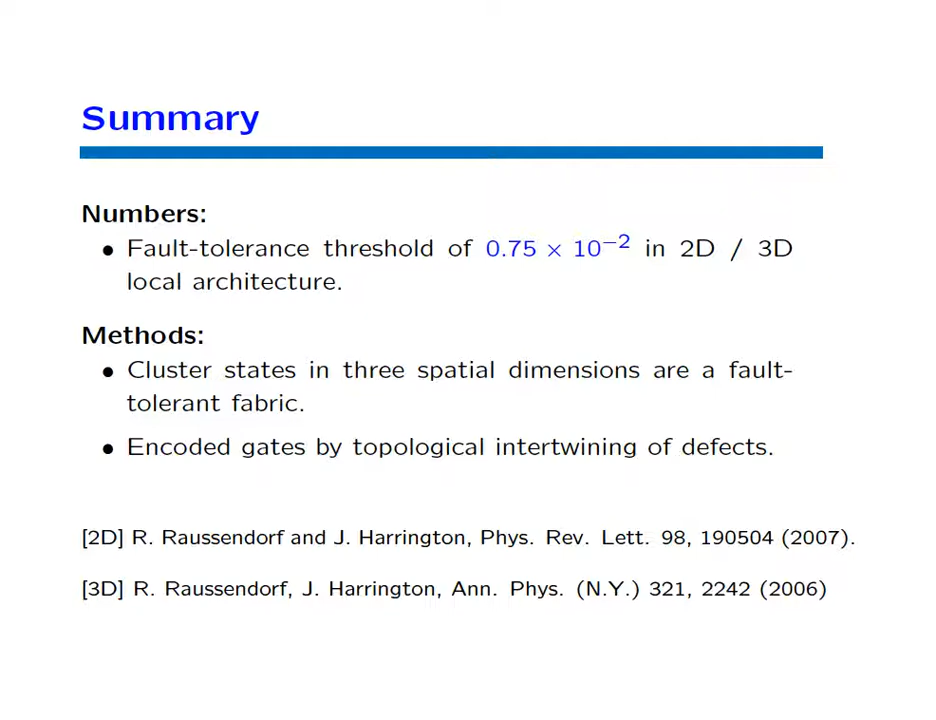 Summary
Numbers:
• Fault-tolerance threshold of 0.75 × 10⁻² in 2D / 3D
local architecture.
Methods:
• Cluster states in three spatial dimensions are a fault-
tolerant fabric.
• Encoded gates by topological intertwining of defects.
[2D] R. Raussendorf and J. Harrington, Phys. Rev. Lett. 98, 190504 (2007).
[3D] R. Raussendorf, J. Harrington, Ann. Phys. (N.Y.) 321, 2242 (2006)